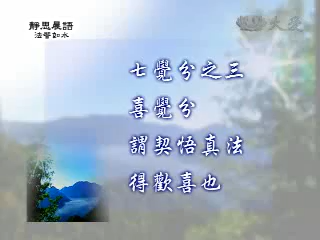 靜思晨語
法譬如水
七覺分之三
喜覺分
謂契悟真法
得歡喜也